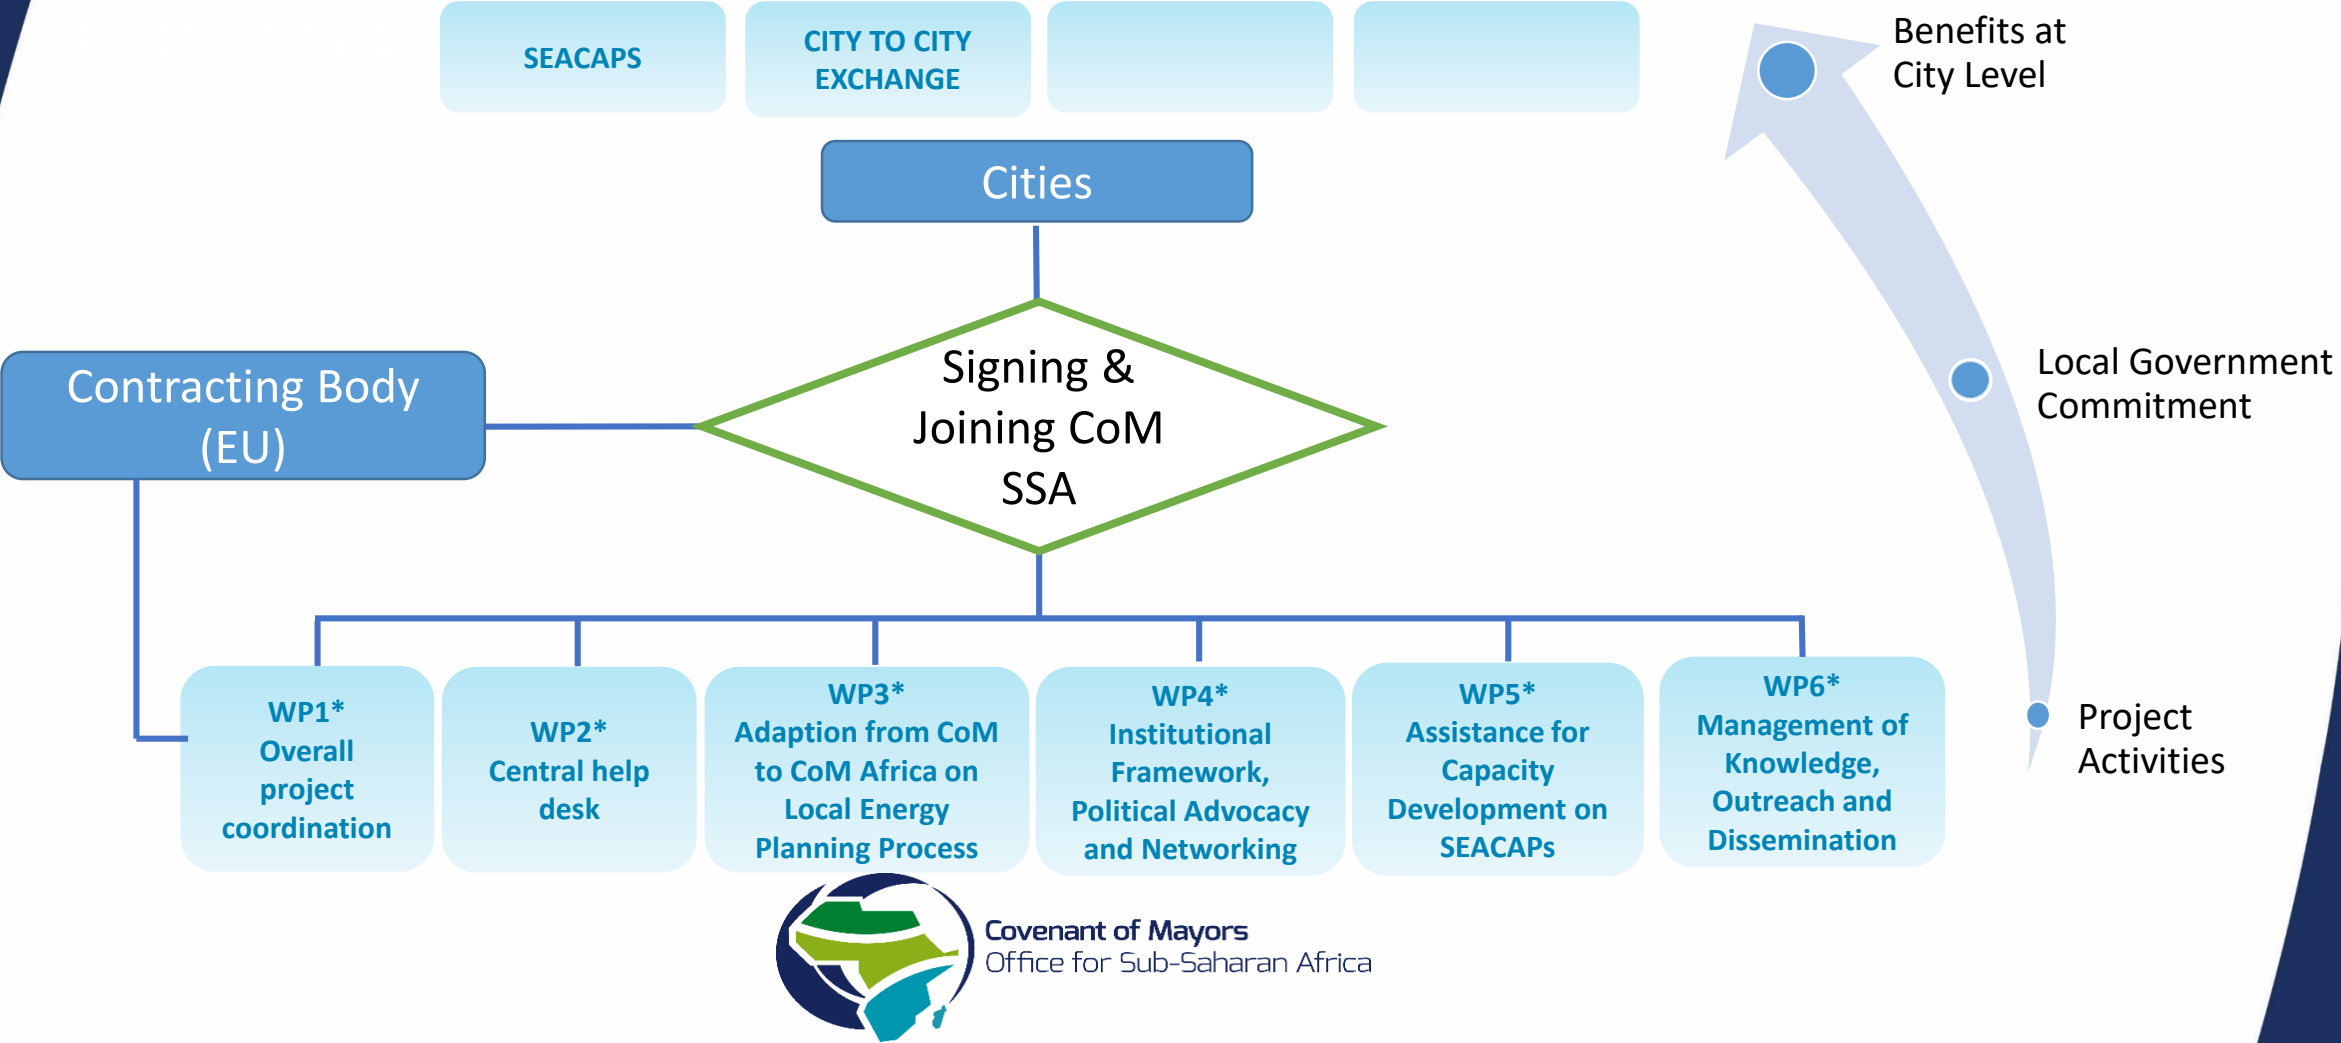 SEACAPS
CITY TO CITY
EXCHANGE
Benefits at
City Level
Cities
Signing &
Joining CoM
SSA
Contracting Body
(EU)
Local Government
Commitment
WP1*
Overall
project
coordination
WP2*
Central help
desk
WP3*
Adaption from CoM
to CoM Africa on
Local Energy
Planning Process
WP4*
Institutional
Framework,
Political Advocacy
and Networking
WP5*
Assistance for
Capacity
Development on
SEACAPs
WP6*
Management of
Knowledge,
Outreach and
Dissemination
Project
Activities
Covenant of Mayors
Office for Sub-Saharan Africa